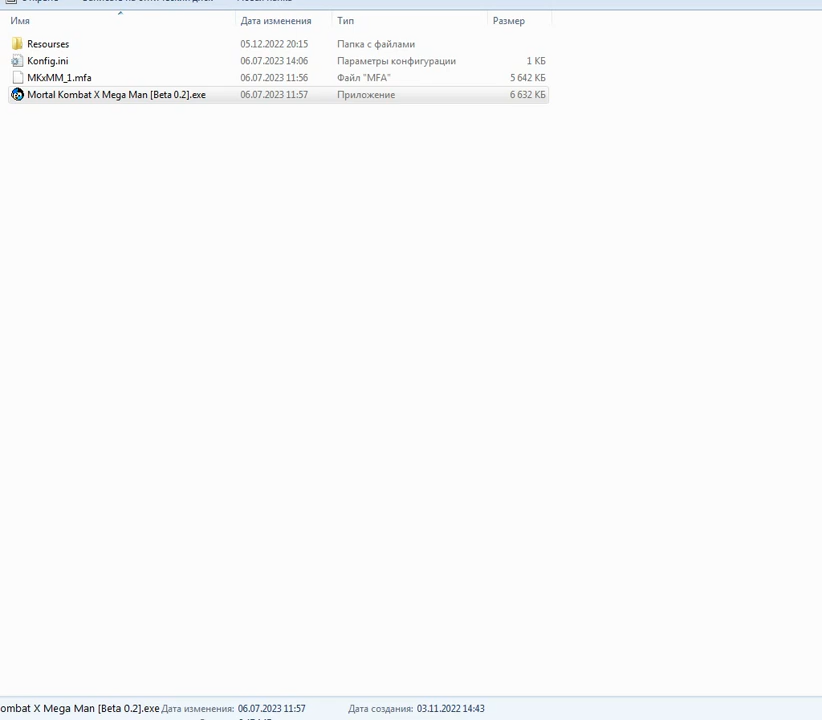 Имя Дата изменения Тип Размер
Resourses 05.12.2022 20:15 Папка с файлами
Konfig.ini 06.07.2023 14:06 Параметры конфигурации 1 КБ
MKxMM_1.mfa 06.07.2023 11:56 Файл "MFA" 5 642 КБ
Mortal Kombat X Mega Man [Beta 0.2].exe 06.07.2023 11:57 Приложение 6 632 КБ
ombat X Mega Man [Beta 0.2].exe Дата изменения: 06.07.2023 11:57 Дата создания: 03.11.2022 14:43